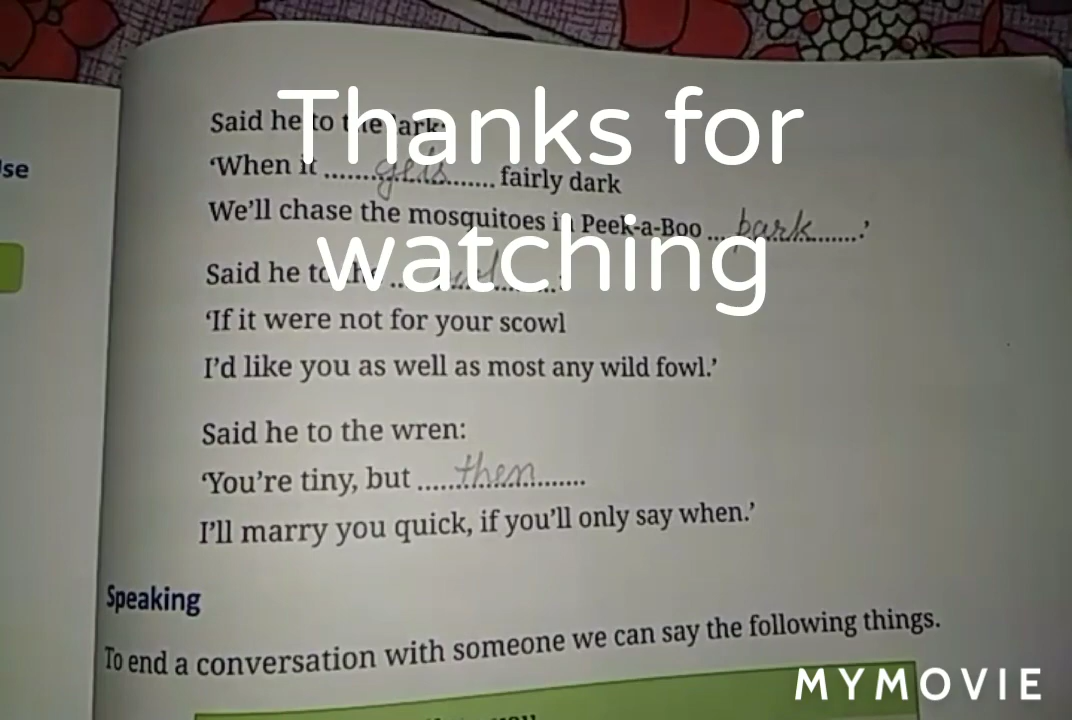 Said he to the lark:
'When it ......gets...... fairly dark
We'll chase the mosquitoes in Peek-a-Boo ...bark......'
Said he to the ............:
'If it were not for your scowl
I'd like you as well as most any wild fowl.'
Said he to the wren:
'You're tiny, but ......then......
I'll marry you quick, if you'll only say when.'
Speaking
To end a conversation with someone we can say the following things.
Thanks for
watching
MYMOVIE